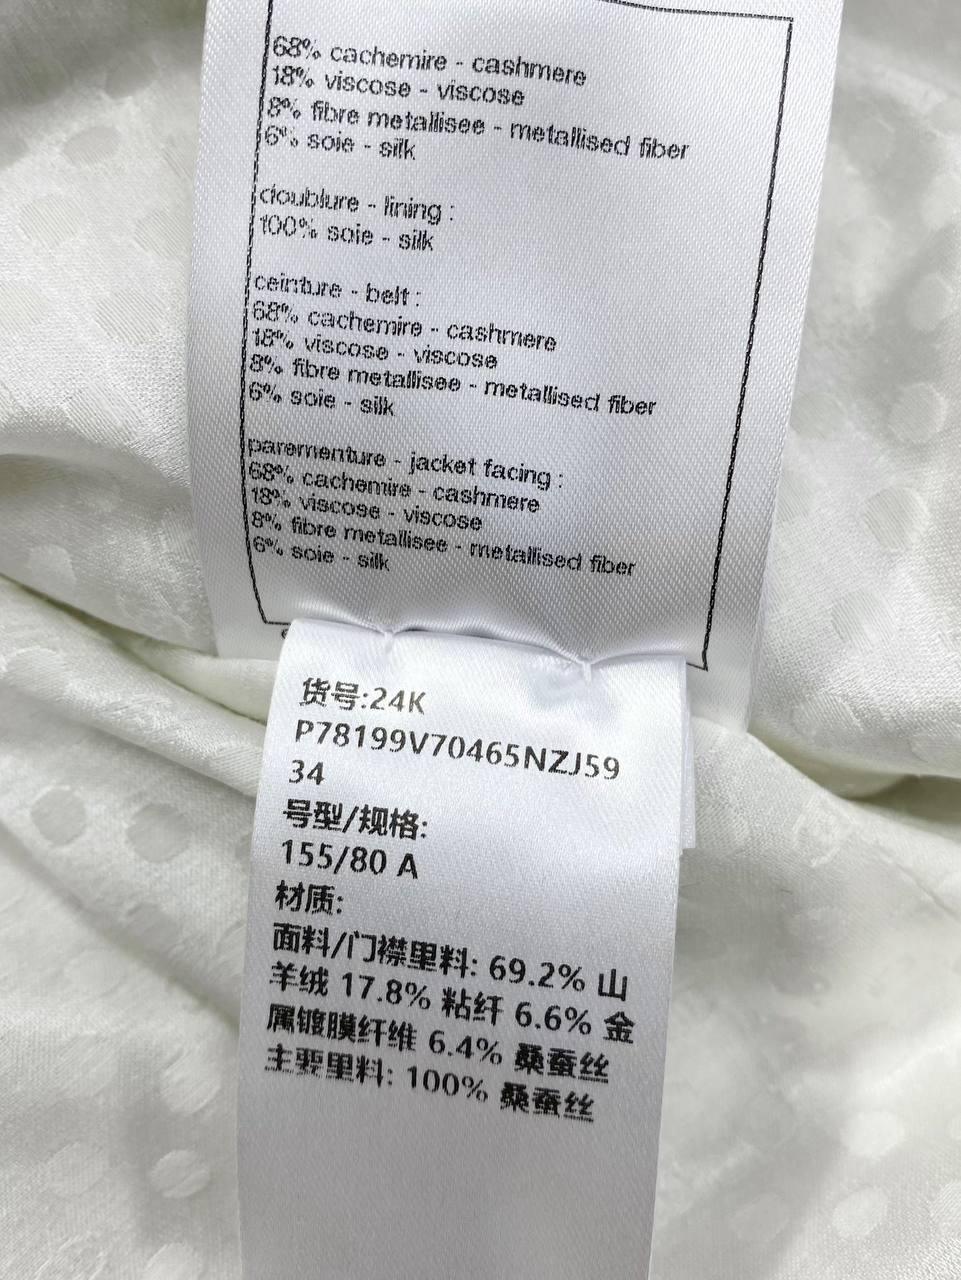 68% cachemire - cashmere
18% viscose - viscose
8% fibre metallisee - metallised fiber
6% soie - silk
doublure - lining :
100% soie - silk
ceinture - belt :
68% cachemire - cashmere
18% viscose - viscose
8% fibre metallisee - metallised fiber
6% soie - silk
parementure - jacket facing :
68% cachemire - cashmere
18% viscose - viscose
8% fibre metallisee - metallised fiber
6% soie - silk
货号:24K
P78199V70465NZJ59
34
号型/规格:
155/80 A
材质:
面料/门襟里料: 69.2% 山
羊绒 17.8% 粘纤 6.6% 金
属镀膜纤维 6.4% 桑蚕丝
主要里料: 100% 桑蚕丝